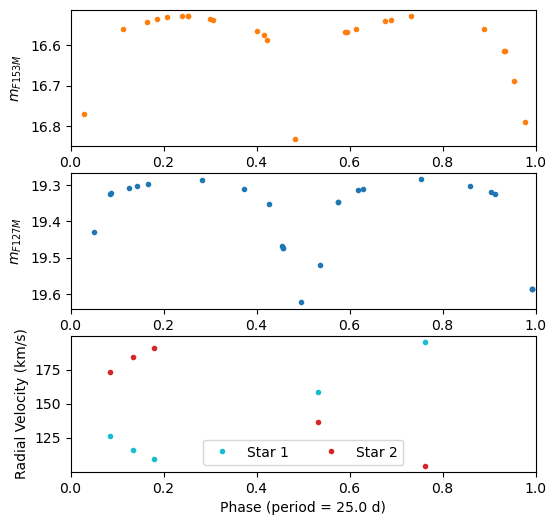 16.6
16.7
16.8
m_F153M
0.0 0.2 0.4 0.6 0.8 1.0
19.3
19.4
19.5
19.6
m_F127M
0.0 0.2 0.4 0.6 0.8 1.0
175
150
125
Radial Velocity (km/s)
Star 1 Star 2
0.0 0.2 0.4 0.6 0.8 1.0
Phase (period = 25.0 d)